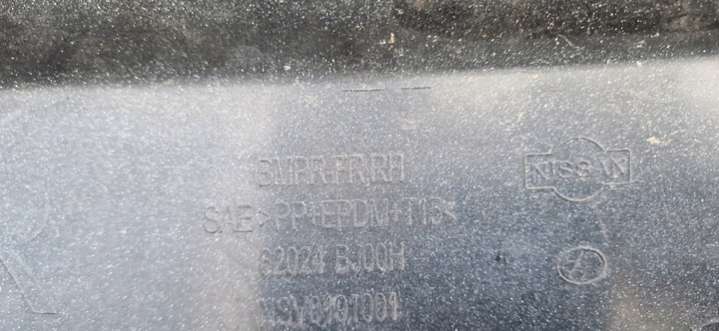 BMPR-FR,RH
NISSAN
SAE >PP+EPDM+T15<
62024 BJ00H